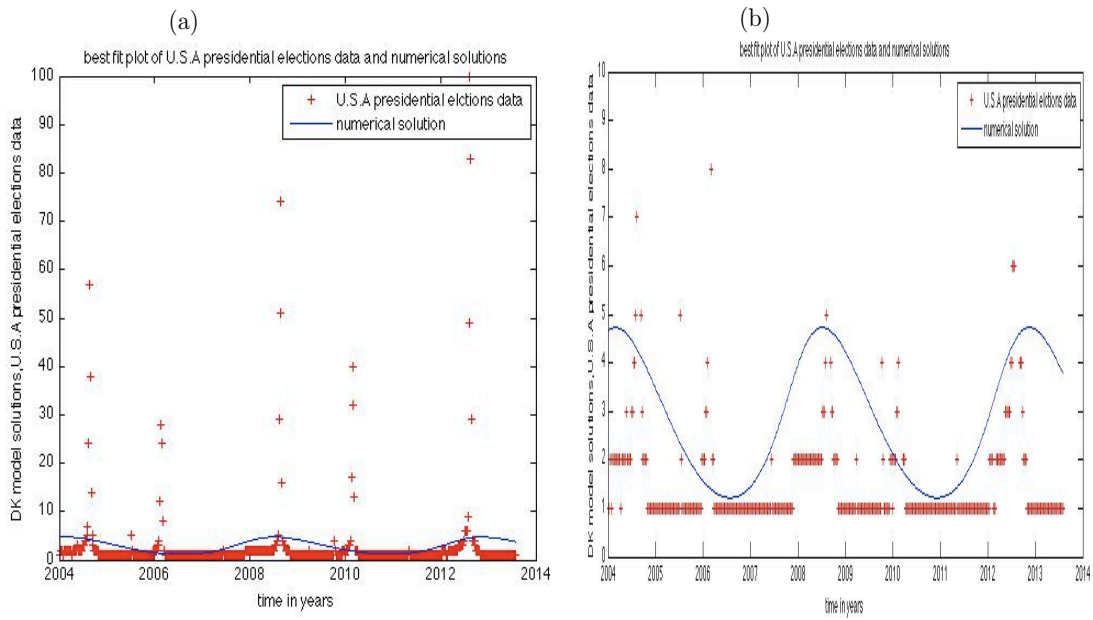 (a)
best fit plot of U.S.A presidential elections data and numerical solutions
U.S.A presidential elctions data
numerical solution
DK model solutions,U.S.A presidential elections data
100
90
80
70
60
50
40
30
20
10
0
2004 2006 2008 2010 2012 2014
time in years
(b)
best fit plot of U.S.A presidential elections data and numerical solutions
U.S.A presidential elctions data
numerical solution
DK model solutions,U.S.A presidential elections data
10
9
8
7
6
5
4
3
2
1
0
2004 2005 2006 2007 2008 2009 2010 2011 2012 2013 2014
time in years